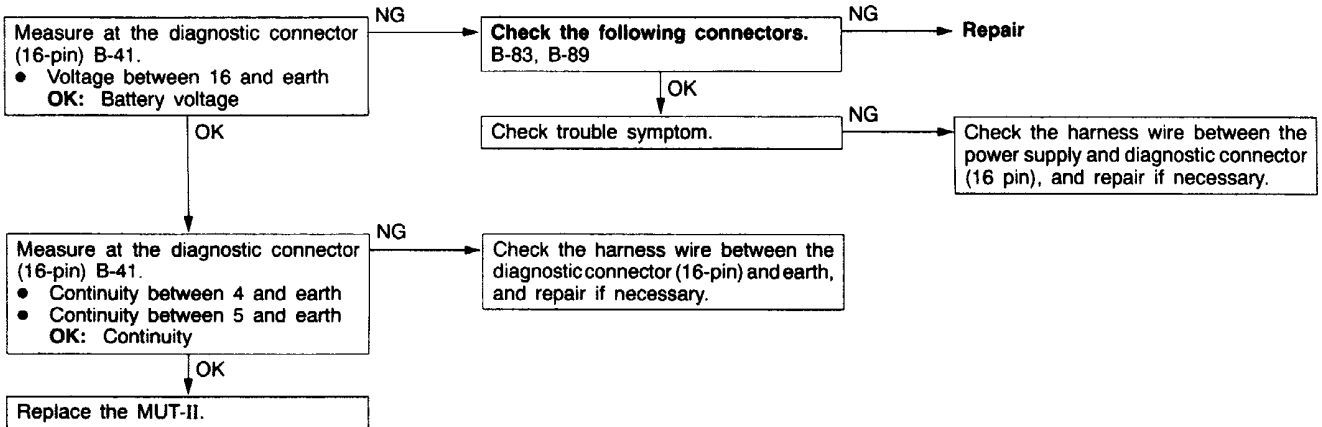 Measure at the diagnostic connector
(16-pin) B-41.
● Voltage between 16 and earth
OK: Battery voltage
NG
Check the following connectors.
B-83, B-89
NG
Repair
OK
OK
Check trouble symptom.
NG
Check the harness wire between the
power supply and diagnostic connector
(16 pin), and repair if necessary.
Measure at the diagnostic connector
(16-pin) B-41.
● Continuity between 4 and earth
● Continuity between 5 and earth
OK: Continuity
NG
Check the harness wire between the
diagnostic connector (16-pin) and earth,
and repair if necessary.
OK
Replace the MUT-II.